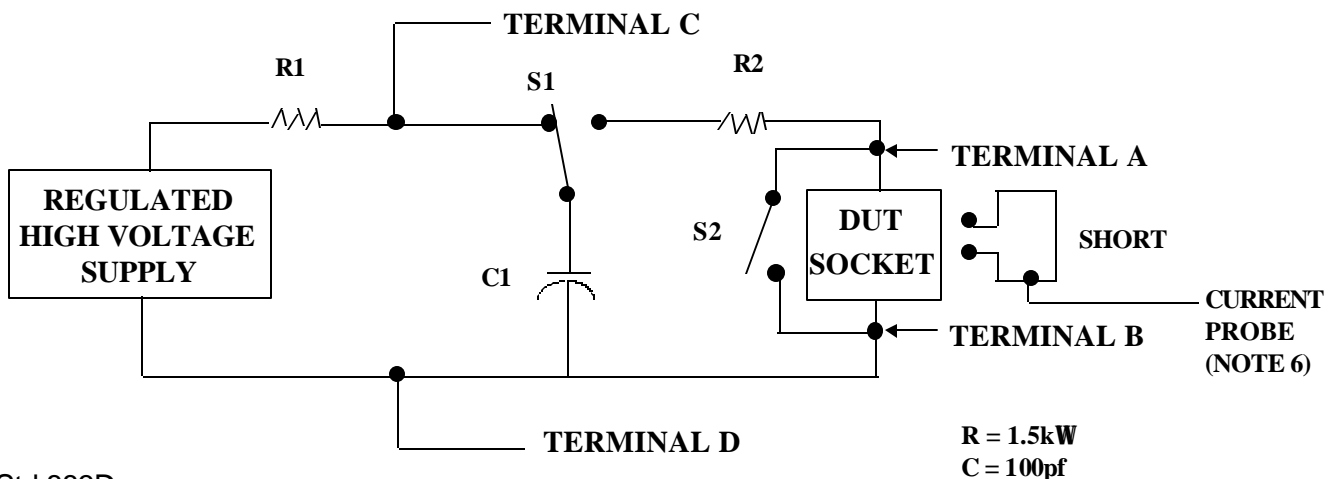 TERMINAL C
R1
S1
R2
TERMINAL A
REGULATED
HIGH VOLTAGE
SUPPLY
S2
DUT
SOCKET
SHORT
C1
CURRENT
PROBE
(NOTE 6)
TERMINAL B
TERMINAL D
R = 1.5kW
C = 100pf